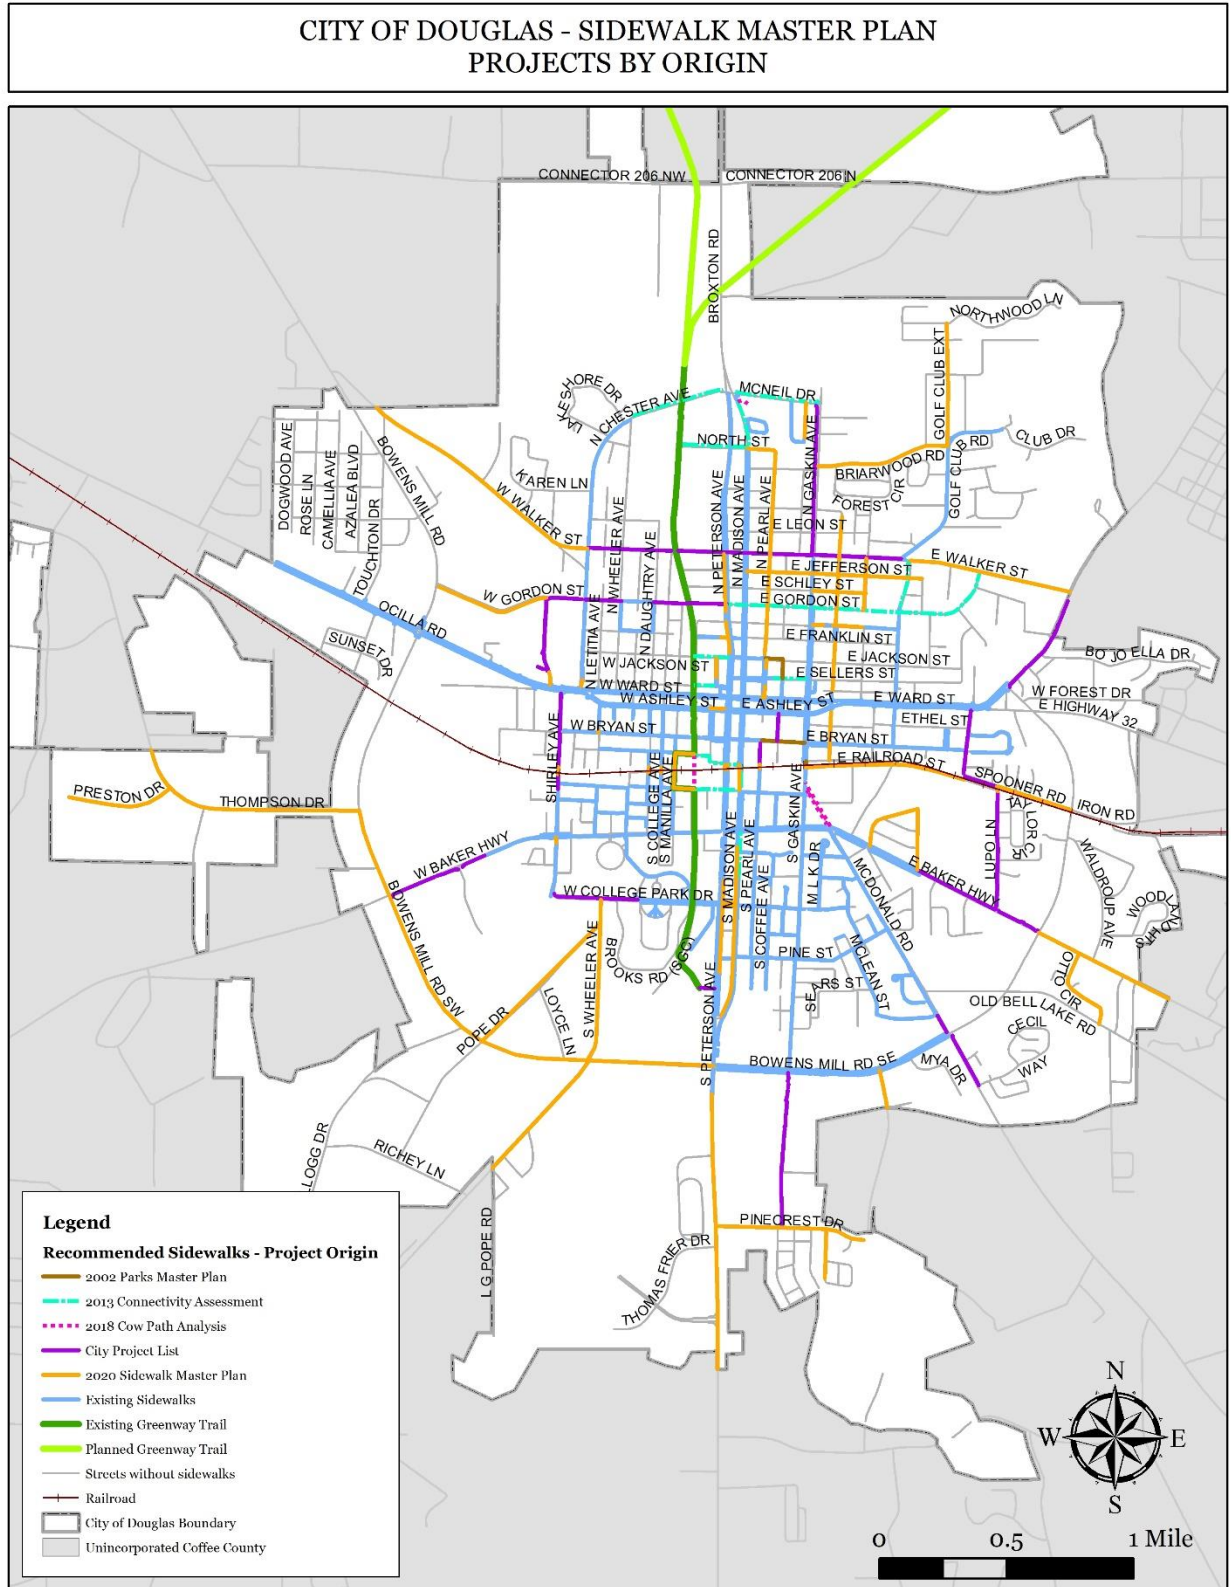 CITY OF DOUGLAS - SIDEWALK MASTER PLAN
PROJECTS BY ORIGIN
CONNECTOR 206 NW
CONNECTOR 206 N
BROXTON RD
NORTHWOOD LN
GOLF CLUB EXT
LAKESHORE DR
N CHESTER AVE
MCNEIL DR
NORTH ST
N GASKIN AVE
BRIARWOOD RD
GOLF CLUB RD
CLUB DR
FOREST CIR
DOGWOOD AVE
ROSE LN
CAMELLIA AVE
AZALEA BLVD
TOUCHTON DR
BOWENS MILL RD
KAREN LN
W WALKER ST
N WHEELER AVE
N DAUGHTRY AVE
N PETERSON AVE
N MADISON AVE
N PEARL AVE
E LEON ST
E JEFFERSON ST
E WALKER ST
E SCHLEY ST
E GORDON ST
W GORDON ST
OCILLA RD
SUNSET DR
N LETITIA AVE
E FRANKLIN ST
W JACKSON ST
E JACKSON ST
E SELLERS ST
BO JO ELLA DR
W WARD ST
W ASHLEY ST
E ASHLEY ST
E WARD ST
W FOREST DR
E HIGHWAY 32
ETHEL ST
W BRYAN ST
E BRYAN ST
SHIRLEY AVE
E RAILROAD ST
S COLLEGE AVE
S MANILLA AVE
SPOONER RD
IRON RD
TAYLOR CIR
PRESTON DR
THOMPSON DR
S GASKIN AVE
LUPO LN
W BAKER HWY
E BAKER HWY
WALDROUP AVE
WOODLAND HTS
S MADISON AVE
S PEARL AVE
S COFFEE AVE
M L K DR
MCDONALD RD
W COLLEGE PARK DR
BOWENS MILL RD SW
BROOKS RD (SGC)
PINE ST
MCLEAN ST
SEARS ST
OTTO CIR
OLD BELL LAKE RD
CECIL WAY
S WHEELER AVE
LOYCE LN
POPE DR
S PETERSON AVE
BOWENS MILL RD SE
MYA DR
LLOGG DR
RICHEY LN
L G POPE RD
PINECREST DR
THOMAS FRIER DR
Legend
Recommended Sidewalks - Project Origin
2002 Parks Master Plan
2013 Connectivity Assessment
2018 Cow Path Analysis
City Project List
2020 Sidewalk Master Plan
Existing Sidewalks
Existing Greenway Trail
Planned Greenway Trail
Streets without sidewalks
Railroad
City of Douglas Boundary
Unincorporated Coffee County
N
W E
S
0 0.5 1 Mile